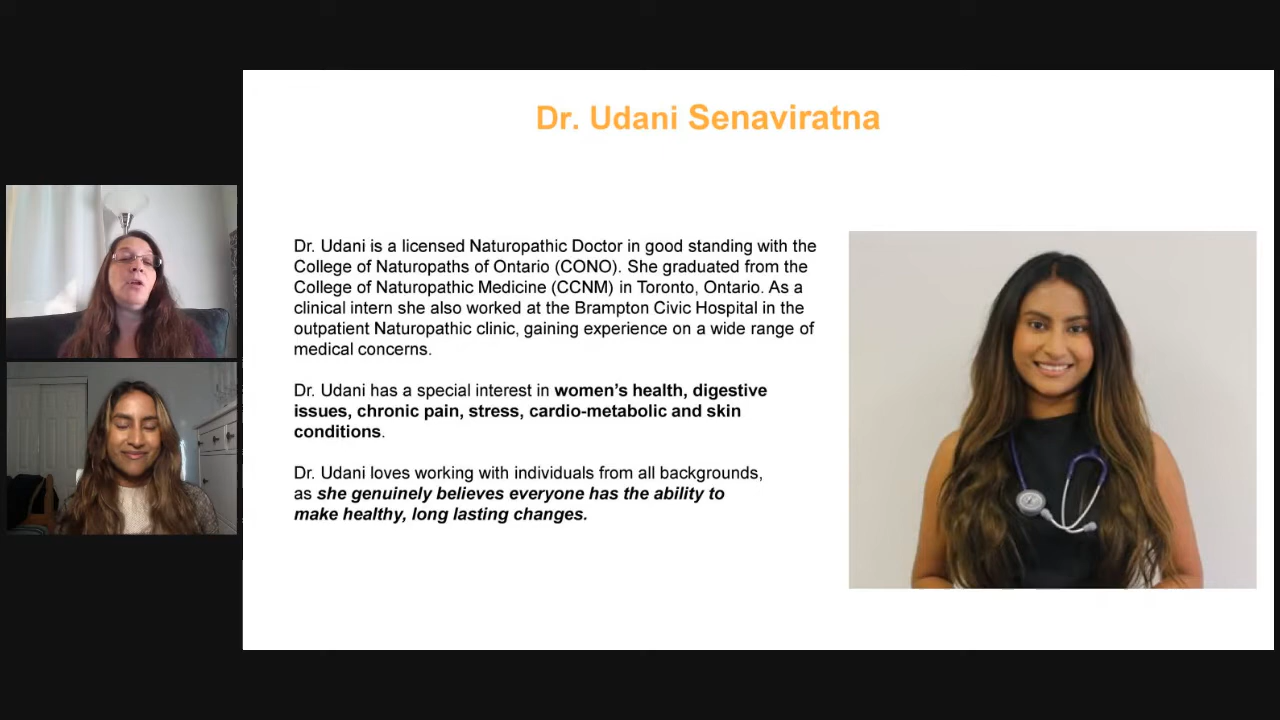 Dr. Udani Senaviratna
Dr. Udani is a licensed Naturopathic Doctor in good standing with the
College of Naturopaths of Ontario (CONO). She graduated from the
College of Naturopathic Medicine (CCNM) in Toronto, Ontario. As a
clinical intern she also worked at the Brampton Civic Hospital in the
outpatient Naturopathic clinic, gaining experience on a wide range of
medical concerns.
Dr. Udani has a special interest in women's health, digestive
issues, chronic pain, stress, cardio-metabolic and skin
conditions.
Dr. Udani loves working with individuals from all backgrounds,
as she genuinely believes everyone has the ability to
make healthy, long lasting changes.